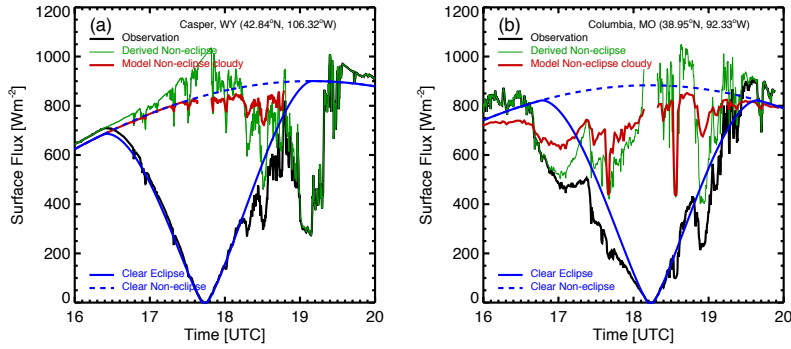 (a) Casper, WY (42.84°N, 106.32°W)
Observation
Derived Non-eclipse
Model Non-eclipse cloudy
Clear Eclipse
Clear Non-eclipse
Surface Flux [Wm-2]
1200
1000
800
600
400
200
0
16 17 18 19 20
Time [UTC]
(b) Columbia, MO (38.95°N, 92.33°W)
Observation
Derived Non-eclipse
Model Non-eclipse cloudy
Clear Eclipse
Clear Non-eclipse
Surface Flux [Wm-2]
1200
1000
800
600
400
200
0
16 17 18 19 20
Time [UTC]